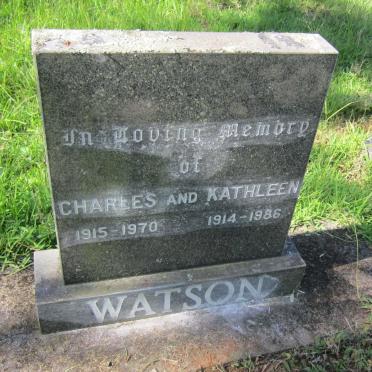 In Loving Memory
of
CHARLES AND KATHLEEN
1915-1970 1914-1986
WATSON